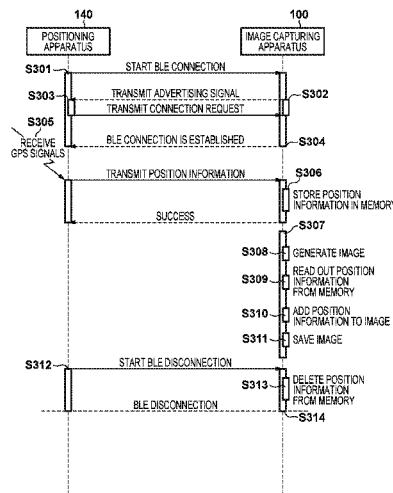 140
100
POSITIONING
APPARATUS
IMAGE CAPTURING
APPARATUS
S301
START BLE CONNECTION
S303
TRANSMIT ADVERTISING SIGNAL
S302
TRANSMIT CONNECTION REQUEST
S305
BLE CONNECTION IS ESTABLISHED
S304
RECEIVE
GPS SIGNALS
TRANSMIT POSITION INFORMATION
S306
STORE POSITION
INFORMATION IN MEMORY
SUCCESS
S307
S308
GENERATE IMAGE
S309
READ OUT POSITION
INFORMATION
FROM MEMORY
S310
ADD POSITION
INFORMATION TO IMAGE
S311
SAVE IMAGE
S312
START BLE DISCONNECTION
S313
DELETE POSITION
INFORMATION
FROM MEMORY
BLE DISCONNECTION
S314